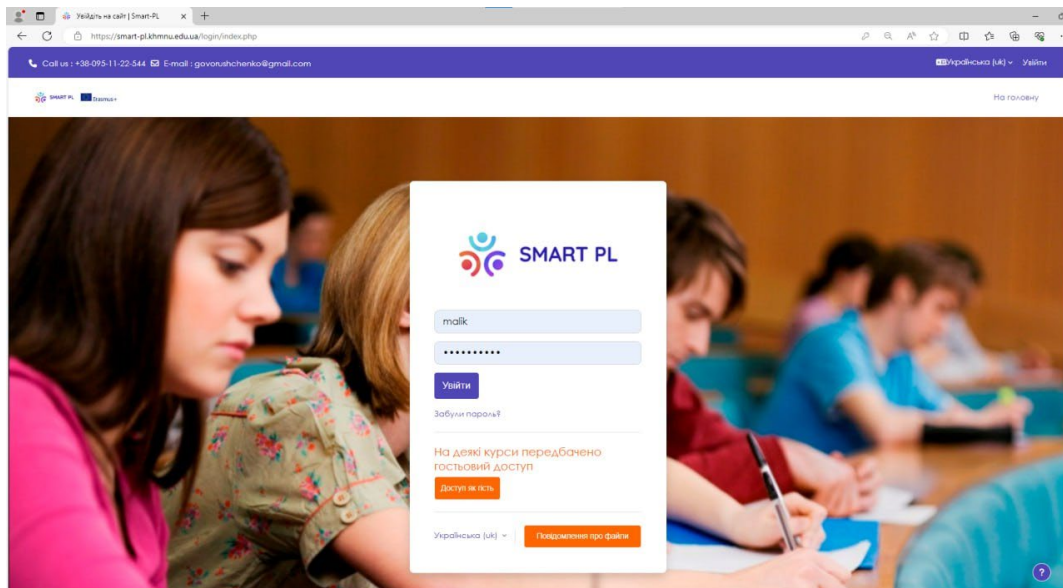 Увійдіть на сайт | Smart-PL
https://smart-pl.khmnu.edu.ua/login/index.php
Call us : +38-095-11-22-544 E-mail : govorushchenko@gmail.com
Українська (uk) Увійти
SMART PL Erasmus+
На головну
SMART PL
malik
••••••••••
Увійти
Забули пароль?
На деякі курси передбачено
гостьовий доступ
Доступ як гість
Українська (uk)
Повідомлення про файли
?